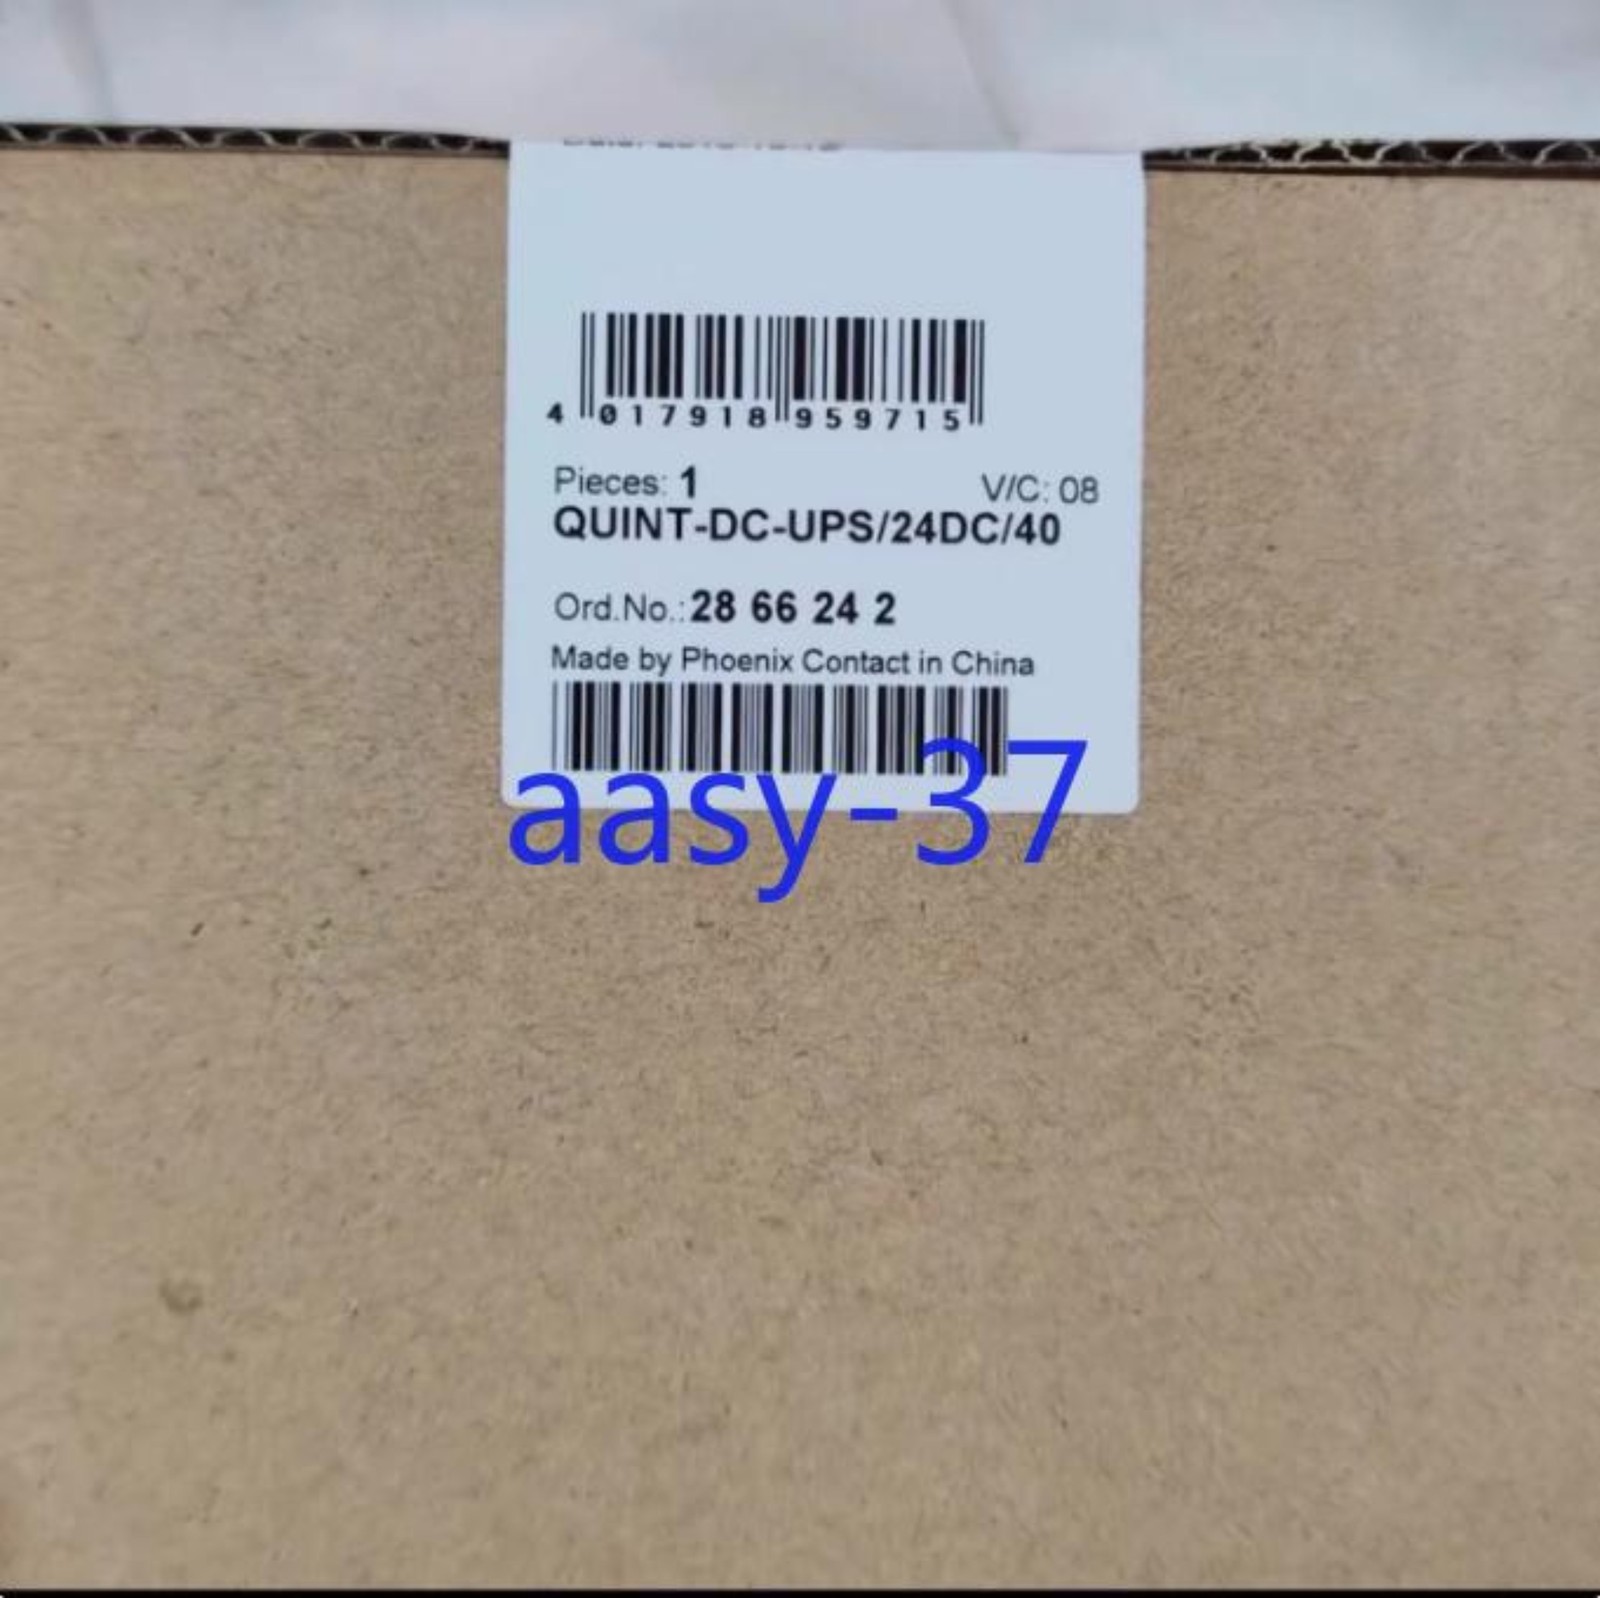 4 017918 959715
Pieces: 1 V/C: 08
QUINT-DC-UPS/24DC/40
Ord.No.: 28 66 24 2
Made by Phoenix Contact in China
aasy-37